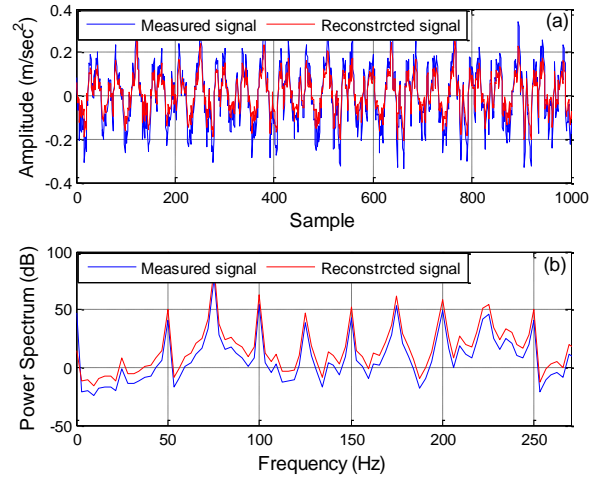 Measured signal Reconstrcted signal (a)
0.4
0.2
0
-0.2
-0.4
Amplitude (m/sec2)
0 200 400 600 800 1000
Sample
Measured signal Reconstrcted signal (b)
100
50
0
-50
Power Spectrum (dB)
0 50 100 150 200 250
Frequency (Hz)